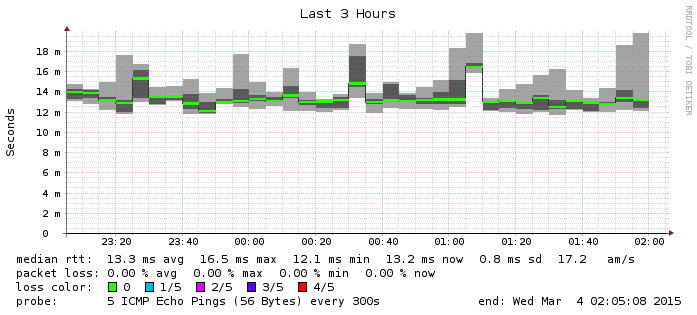 Last 3 Hours
RRDTOOL / TOBI OETIKER
Seconds
18 m
16 m
14 m
12 m
10 m
8 m
6 m
4 m
2 m
0
23:20 23:40 00:00 00:20 00:40 01:00 01:20 01:40 02:00
median rtt: 13.3 ms avg 16.5 ms max 12.1 ms min 13.2 ms now 0.8 ms sd 17.2 am/s
packet loss: 0.00 % avg 0.00 % max 0.00 % min 0.00 % now
loss color: 0 1/5 2/5 3/5 4/5
probe: 5 ICMP Echo Pings (56 Bytes) every 300s end: Wed Mar 4 02:05:08 2015